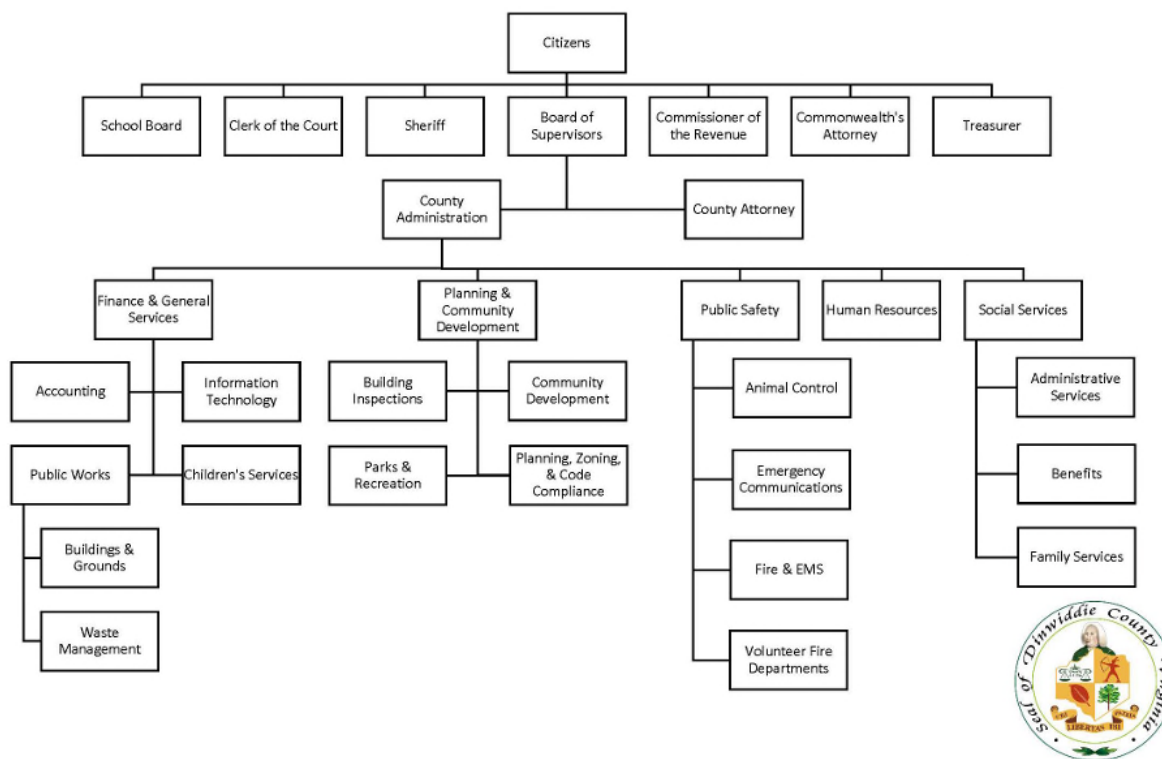 Citizens
School Board
Clerk of the Court
Sheriff
Board of
Supervisors
Commissioner of
the Revenue
Commonwealth's
Attorney
Treasurer
County
Administration
County Attorney
Finance & General
Services
Planning &
Community
Development
Public Safety
Human Resources
Social Services
Accounting
Information
Technology
Building
Inspections
Community
Development
Animal Control
Administrative
Services
Public Works
Children's Services
Parks &
Recreation
Planning, Zoning,
& Code
Compliance
Emergency
Communications
Benefits
Buildings &
Grounds
Fire & EMS
Family Services
Waste
Management
Volunteer Fire
Departments
Seal of Dinwiddie County Virginia
LIBERTAS